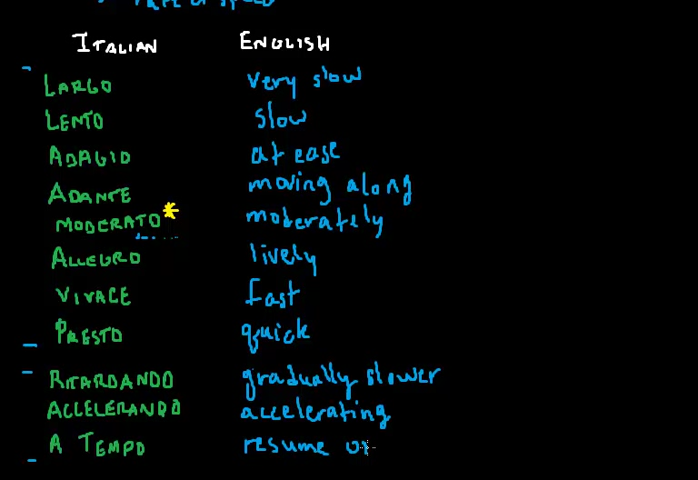 ITALIAN ENGLISH
LARGO very slow
LENTO slow
ADAGIO at ease
ADANTE moving along
MODERATO* moderately
ALLEGRO lively
VIVACE fast
PRESTO quick
RITARDANDO gradually slower
ACCELERANDO accelerating
A TEMPO resume